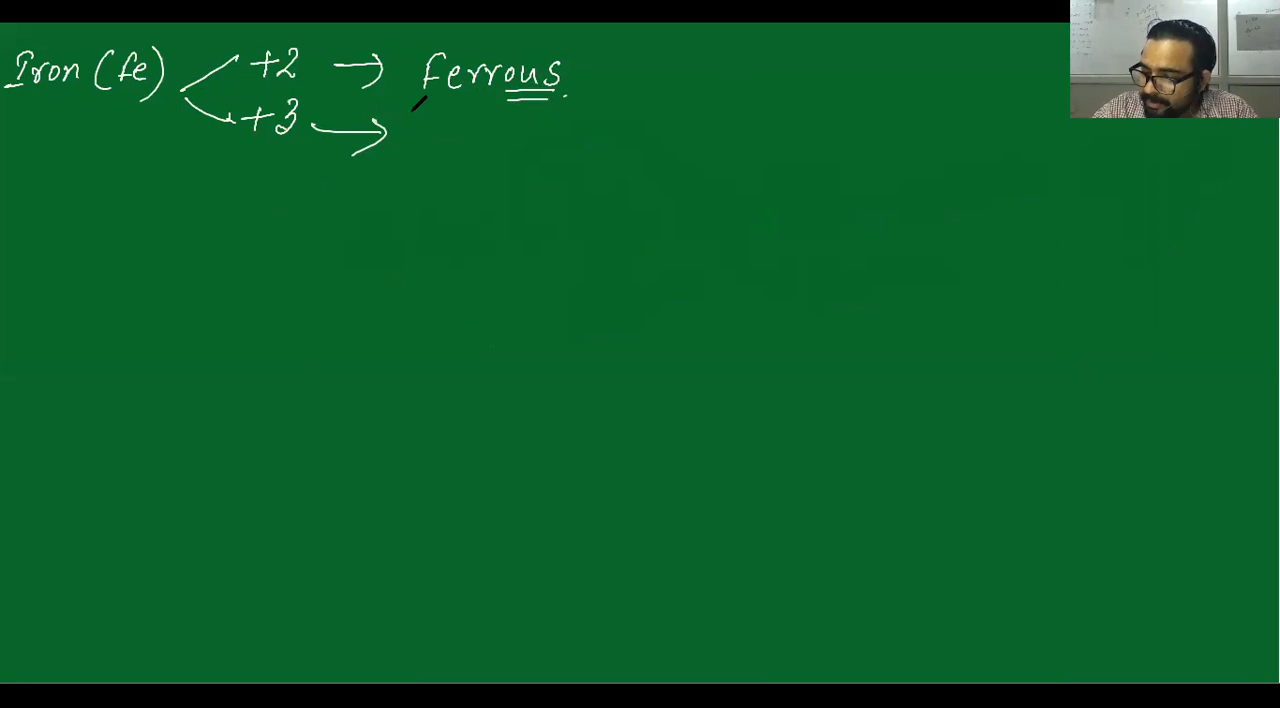 Iron (fe) +2 → ferrous.
+3 →